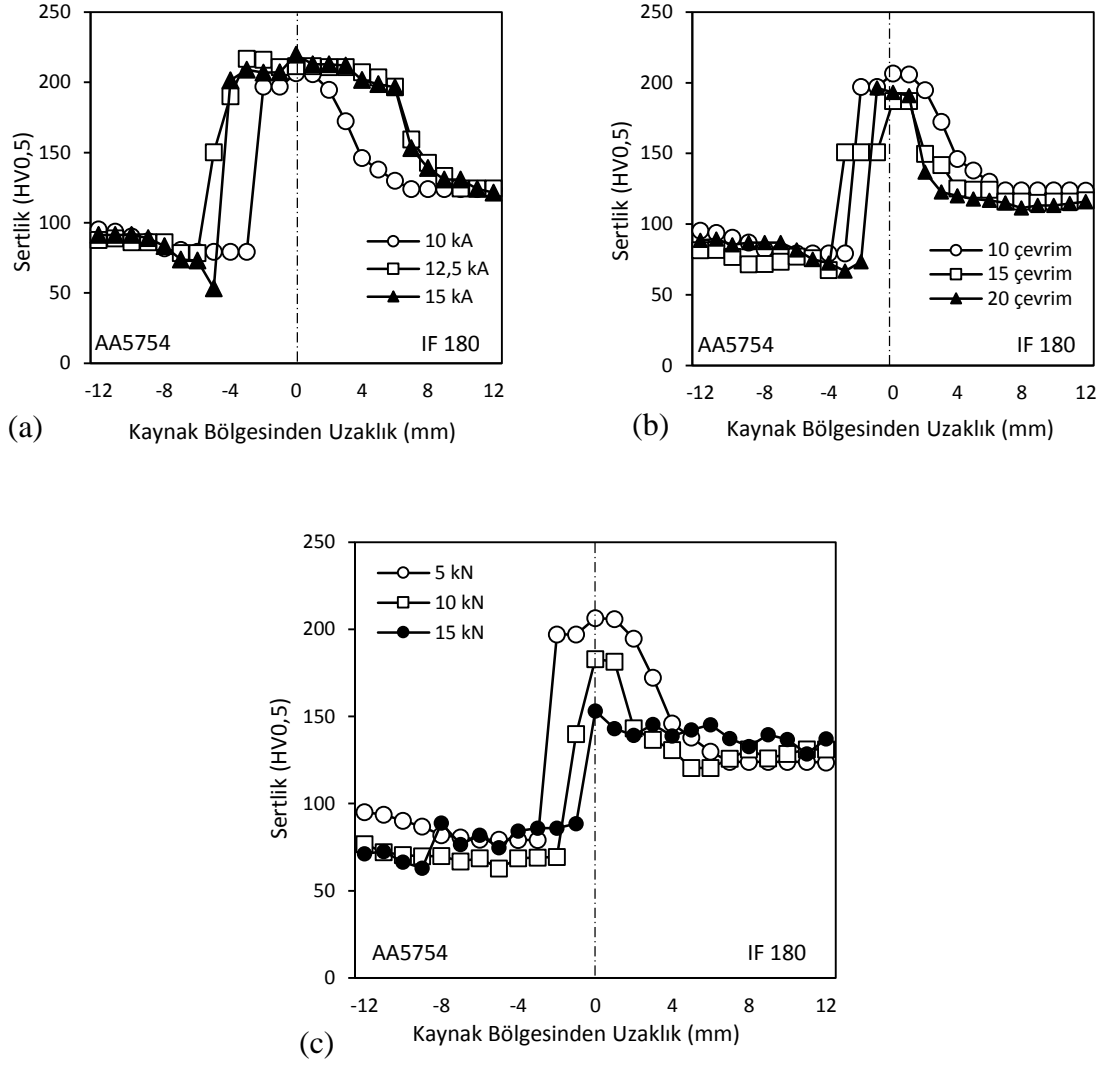 250
200
150
100
50
0
Sertlik (HV0,5)
10 kA
12,5 kA
15 kA
AA5754
IF 180
-12 -8 -4 0 4 8 12
Kaynak Bölgesinden Uzaklık (mm)
(a)
250
200
150
100
50
0
Sertlik (HV0,5)
10 çevrim
15 çevrim
20 çevrim
AA5754
IF 180
-12 -8 -4 0 4 8 12
Kaynak Bölgesinden Uzaklık (mm)
(b)
250
200
150
100
50
0
Sertlik (HV0,5)
5 kN
10 kN
15 kN
AA5754
IF 180
-12 -8 -4 0 4 8 12
Kaynak Bölgesinden Uzaklık (mm)
(c)